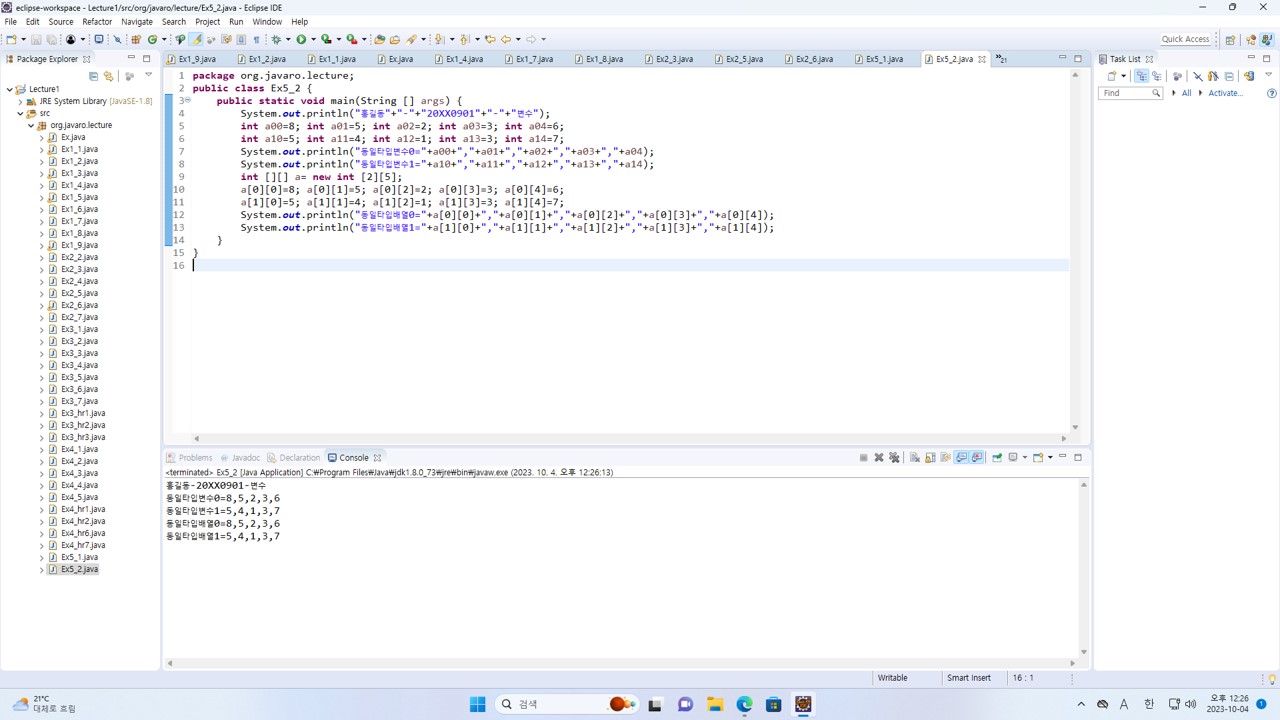 eclipse-workspace - Lecture1/src/org/javaro/lecture/Ex5_2.java - Eclipse IDE
File Edit Source Refactor Navigate Search Project Run Window Help
Quick Access
Package Explorer
Ex1_9.java Ex1_2.java Ex1_1.java Ex.java Ex1_4.java Ex1_7.java Ex1_8.java Ex2_3.java Ex2_5.java Ex2_6.java Ex5_1.java Ex5_2.java »21
Task List
Find All Activate...
Lecture1
JRE System Library [JavaSE-1.8]
src
org.javaro.lecture
Ex.java
Ex1_1.java
Ex1_2.java
Ex1_3.java
Ex1_4.java
Ex1_5.java
Ex1_6.java
Ex1_7.java
Ex1_8.java
Ex1_9.java
Ex2_2.java
Ex2_3.java
Ex2_4.java
Ex2_5.java
Ex2_6.java
Ex2_7.java
Ex3_1.java
Ex3_2.java
Ex3_3.java
Ex3_4.java
Ex3_5.java
Ex3_6.java
Ex3_7.java
Ex3_hr1.java
Ex3_hr2.java
Ex3_hr3.java
Ex4_1.java
Ex4_2.java
Ex4_3.java
Ex4_4.java
Ex4_5.java
Ex4_hr1.java
Ex4_hr2.java
Ex4_hr6.java
Ex4_hr7.java
Ex5_1.java
Ex5_2.java
1 package org.javaro.lecture;
2 public class Ex5_2 {
3 public static void main(String [] args) {
4 System.out.println("홍길동"+"-"+"20XX0901"+"-"+"변수");
5 int a00=8; int a01=5; int a02=2; int a03=3; int a04=6;
6 int a10=5; int a11=4; int a12=1; int a13=3; int a14=7;
7 System.out.println("동일타입변수0="+a00+","+a01+","+a02+","+a03+","+a04);
8 System.out.println("동일타입변수1="+a10+","+a11+","+a12+","+a13+","+a14);
9 int [][] a= new int [2][5];
10 a[0][0]=8; a[0][1]=5; a[0][2]=2; a[0][3]=3; a[0][4]=6;
11 a[1][0]=5; a[1][1]=4; a[1][2]=1; a[1][3]=3; a[1][4]=7;
12 System.out.println("동일타입배열0="+a[0][0]+","+a[0][1]+","+a[0][2]+","+a[0][3]+","+a[0][4]);
13 System.out.println("동일타입배열1="+a[1][0]+","+a[1][1]+","+a[1][2]+","+a[1][3]+","+a[1][4]);
14 }
15 }
16
Problems Javadoc Declaration Console
<terminated> Ex5_2 [Java Application] C:₩Program Files₩Java₩jdk1.8.0_73₩jre₩bin₩javaw.exe (2023. 10. 4. 오후 12:26:13)
홍길동-20XX0901-변수
동일타입변수0=8,5,2,3,6
동일타입변수1=5,4,1,3,7
동일타입배열0=8,5,2,3,6
동일타입배열1=5,4,1,3,7
Writable Smart Insert 16 : 1
21°C
대체로 흐림
검색
A 한
오후 12:26
2023-10-04
1